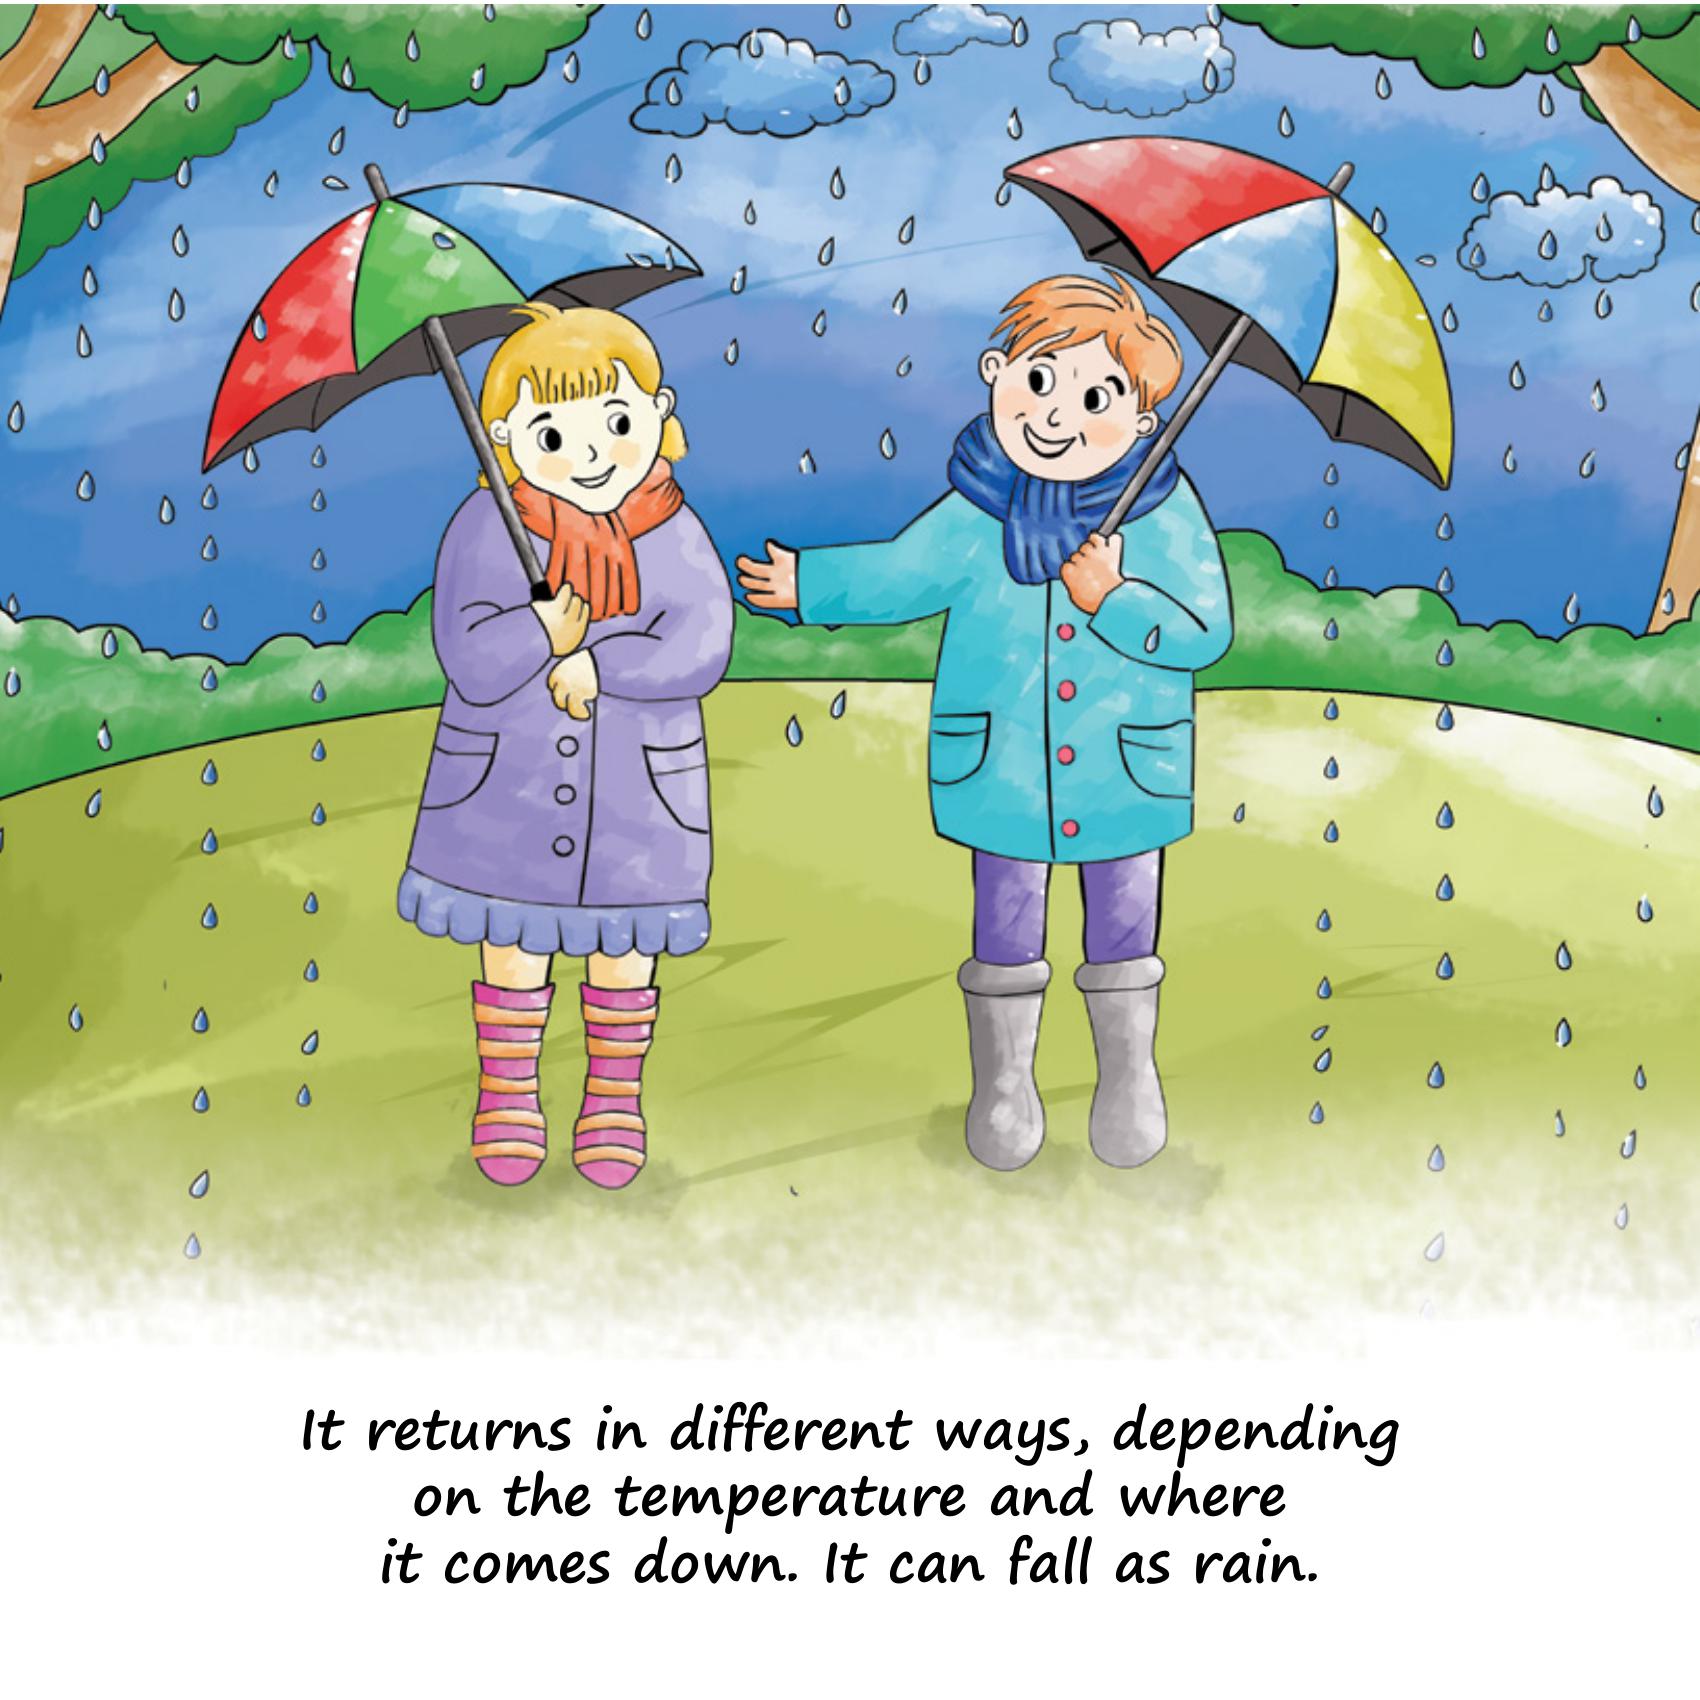 It returns in different ways, depending
on the temperature and where
it comes down. It can fall as rain.